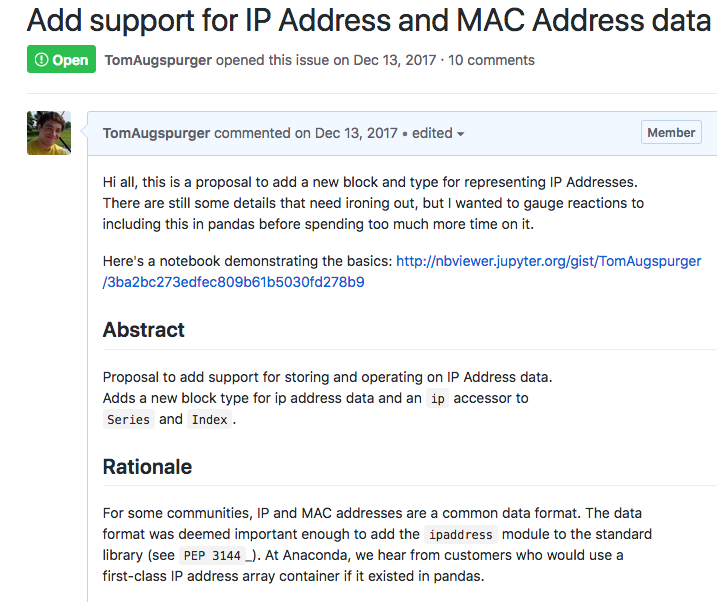 Add support for IP Address and MAC Address data
Open TomAugspurger opened this issue on Dec 13, 2017 · 10 comments
TomAugspurger commented on Dec 13, 2017 • edited Member
Hi all, this is a proposal to add a new block and type for representing IP Addresses.
There are still some details that need ironing out, but I wanted to gauge reactions to
including this in pandas before spending too much more time on it.
Here's a notebook demonstrating the basics: http://nbviewer.jupyter.org/gist/TomAugspurger
/3ba2bc273edfec809b61b5030fd278b9
Abstract
Proposal to add support for storing and operating on IP Address data.
Adds a new block type for ip address data and an ip accessor to
Series and Index.
Rationale
For some communities, IP and MAC addresses are a common data format. The data
format was deemed important enough to add the ipaddress module to the standard
library (see PEP 3144 _). At Anaconda, we hear from customers who would use a
first-class IP address array container if it existed in pandas.